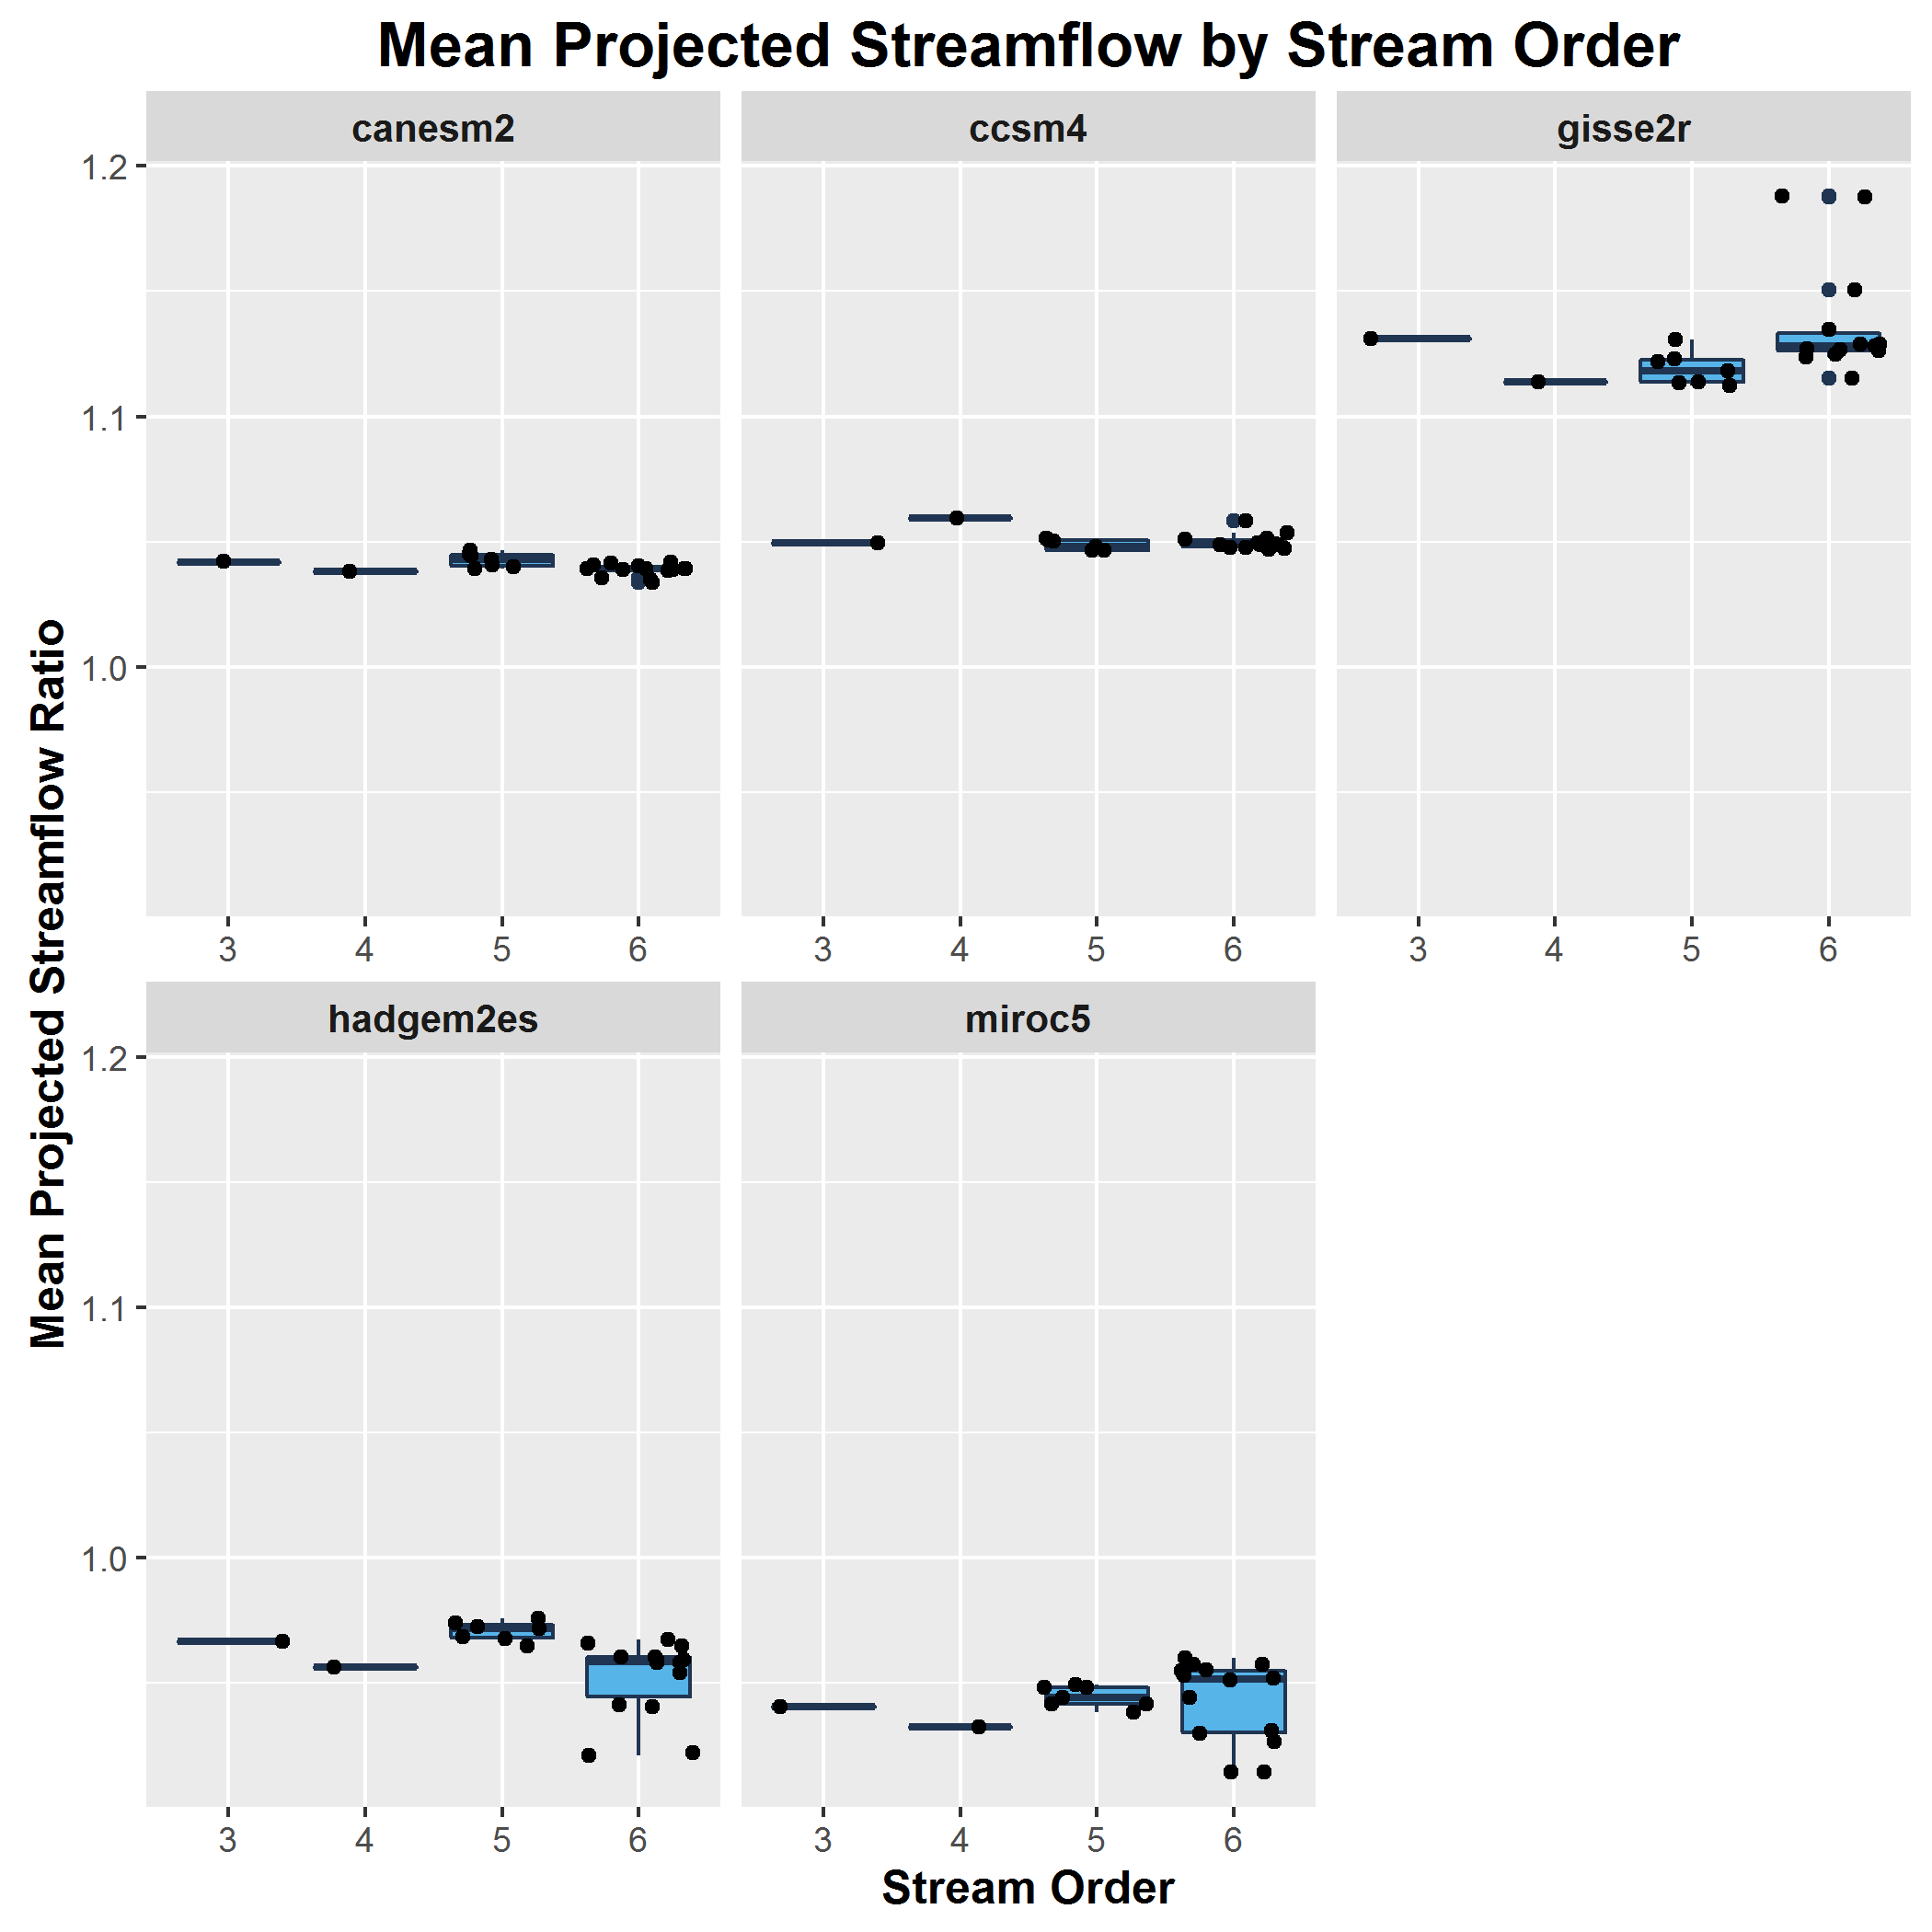 Mean Projected Streamflow by Stream Order
canesm2 ccsm4 gisse2r
1.2
1.1
1.0
3 4 5 6 3 4 5 6 3 4 5 6
Mean Projected Streamflow Ratio
hadgem2es miroc5
1.2
1.1
1.0
3 4 5 6 3 4 5 6
Stream Order